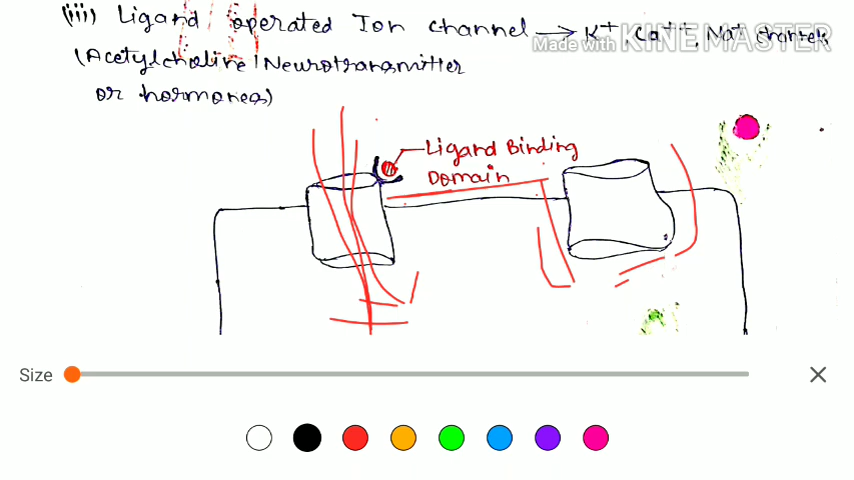 (iii) Ligand operated Ion channel → K+, Ca++, Na+ channels
(Acetylcholine/Neurotransmitter
or hormones)
Made with KINEMASTER
Ligand Binding
Domain
Size